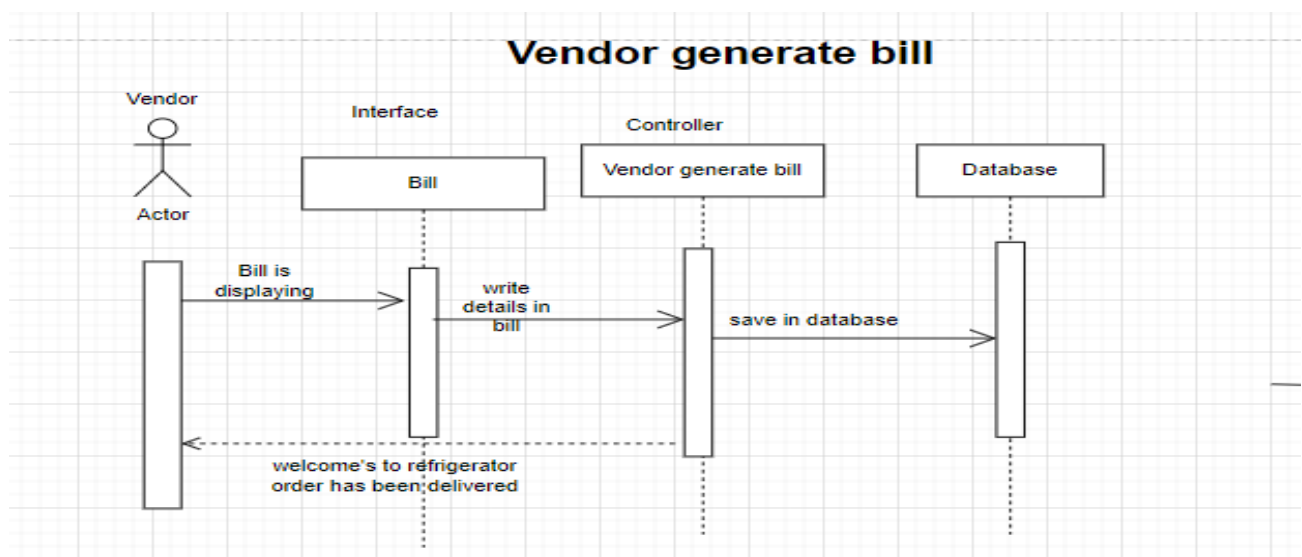 Vendor generate bill
Vendor
Interface
Controller
Bill
Vendor generate bill
Database
Actor
Bill is
displaying
write
details in
bill
save in database
welcome's to refrigerator
order has been delivered